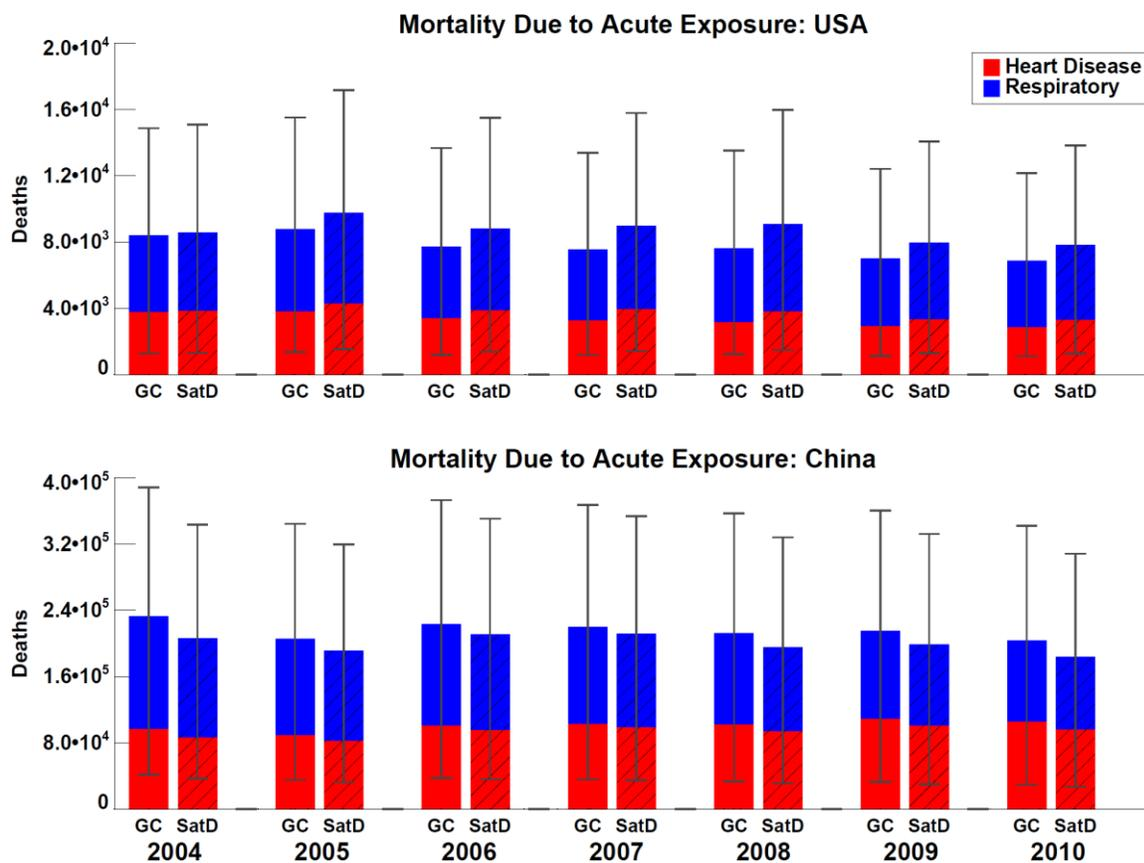 Mortality Due to Acute Exposure: USA
2.0•10⁴
1.6•10⁴
1.2•10⁴
8.0•10³
4.0•10³
0
Deaths
Heart Disease
Respiratory
GC SatD GC SatD GC SatD GC SatD GC SatD GC SatD GC SatD
Mortality Due to Acute Exposure: China
4.0•10⁵
3.2•10⁵
2.4•10⁵
1.6•10⁵
8.0•10⁴
0
Deaths
GC SatD GC SatD GC SatD GC SatD GC SatD GC SatD GC SatD
2004 2005 2006 2007 2008 2009 2010